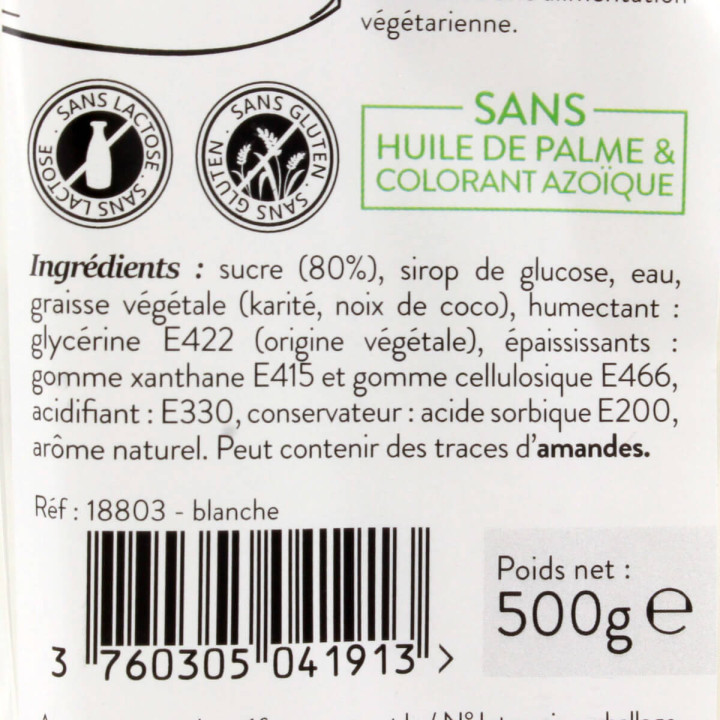 végétarienne.
SANS LACTOSE . SANS LACTOSE .
SANS GLUTEN . SANS GLUTEN .
SANS
HUILE DE PALME &
COLORANT AZOÏQUE
Ingrédients : sucre (80%), sirop de glucose, eau,
graisse végétale (karité, noix de coco), humectant :
glycérine E422 (origine végétale), épaississants :
gomme xanthane E415 et gomme cellulosique E466,
acidifiant : E330, conservateur : acide sorbique E200,
arôme naturel. Peut contenir des traces d'amandes.
Réf : 18803 - blanche
Poids net :
500g e
3 760305 041913 >